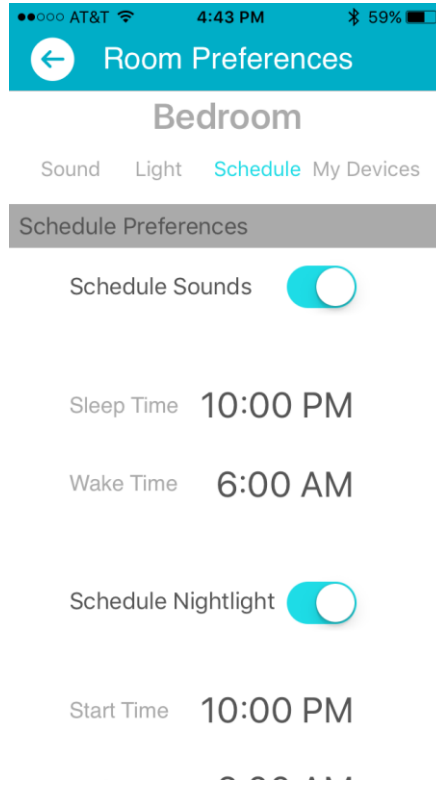 AT&T 4:43 PM 59%
Room Preferences
Bedroom
Sound Light Schedule My Devices
Schedule Preferences
Schedule Sounds
Sleep Time 10:00 PM
Wake Time 6:00 AM
Schedule Nightlight
Start Time 10:00 PM